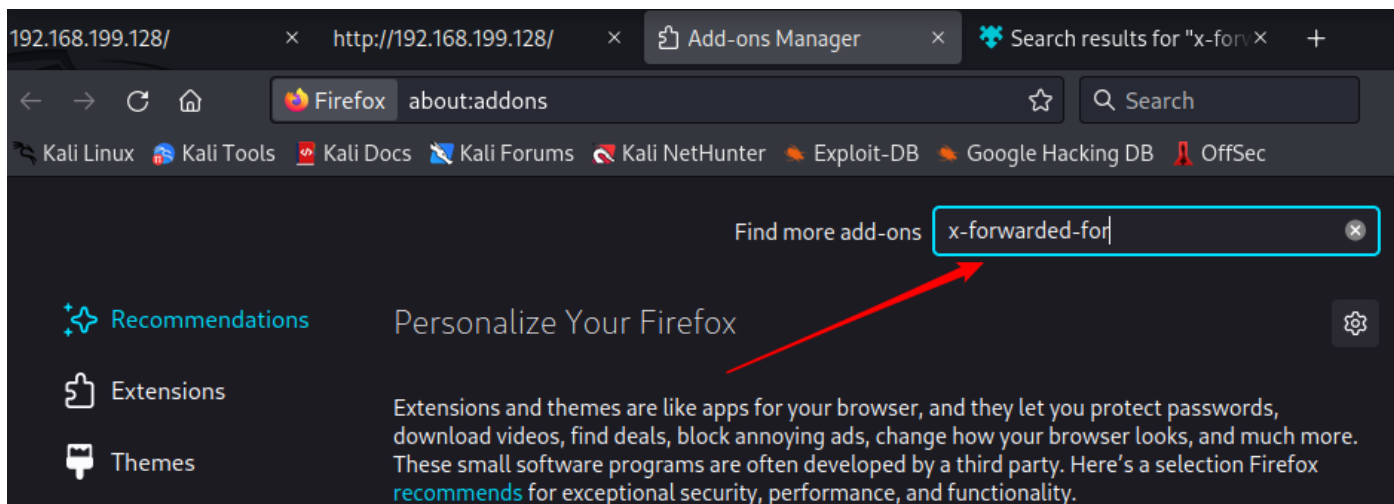 192.168.199.128/ http://192.168.199.128/ Add-ons Manager Search results for "x-forv
Firefox about:addons Search
Kali Linux Kali Tools Kali Docs Kali Forums Kali NetHunter Exploit-DB Google Hacking DB OffSec
Find more add-ons x-forwarded-for
Recommendations
Personalize Your Firefox
Extensions
Extensions and themes are like apps for your browser, and they let you protect passwords,
download videos, find deals, block annoying ads, change how your browser looks, and much more.
Themes
These small software programs are often developed by a third party. Here's a selection Firefox
recommends for exceptional security, performance, and functionality.